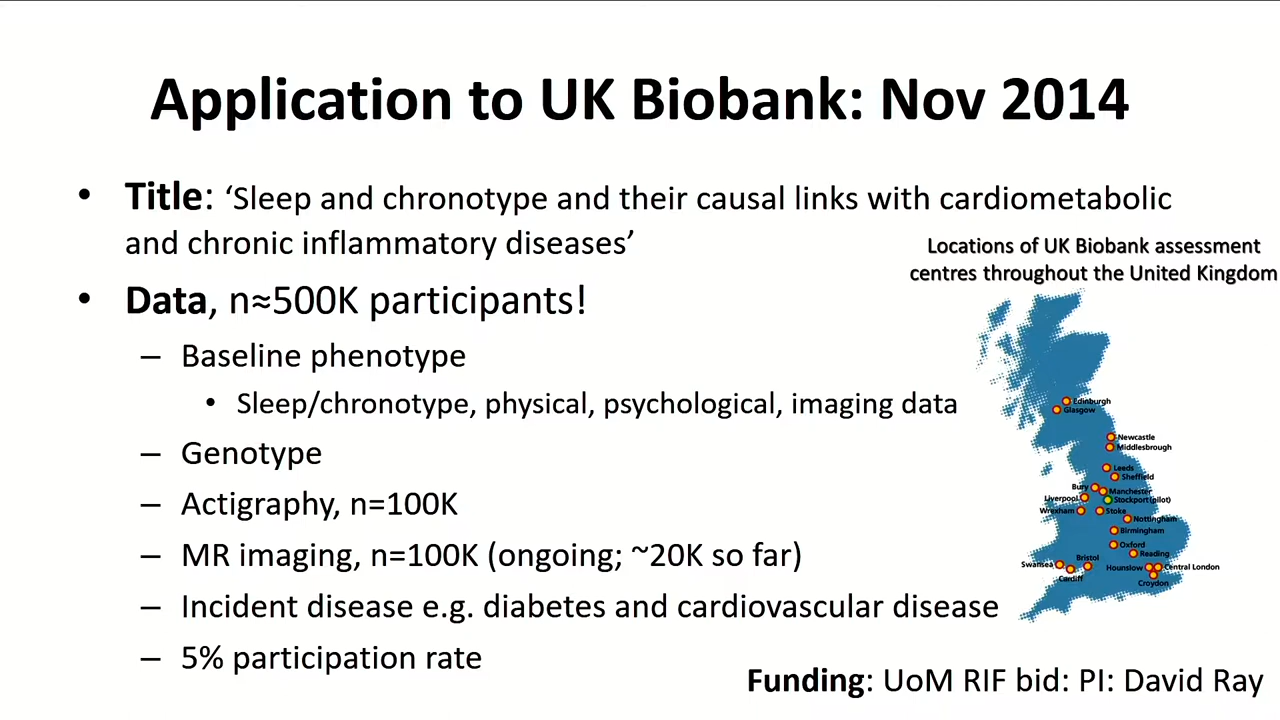 Application to UK Biobank: Nov 2014
• Title: ‘Sleep and chronotype and their causal links with cardiometabolic
and chronic inflammatory diseases’
Locations of UK Biobank assessment
centres throughout the United Kingdom
• Data, n≈500K participants!
– Baseline phenotype
• Sleep/chronotype, physical, psychological, imaging data
– Genotype
– Actigraphy, n=100K
– MR imaging, n=100K (ongoing; ~20K so far)
– Incident disease e.g. diabetes and cardiovascular disease
– 5% participation rate
Edinburgh
Glasgow
Newcastle
Middlesbrough
Leeds
Sheffield
Bury
Manchester
Liverpool
Stockport (pilot)
Wrexham
Stoke
Nottingham
Birmingham
Oxford
Reading
Bristol
Swansea
Cardiff
Hounslow
Central London
Croydon
Funding: UoM RIF bid: PI: David Ray